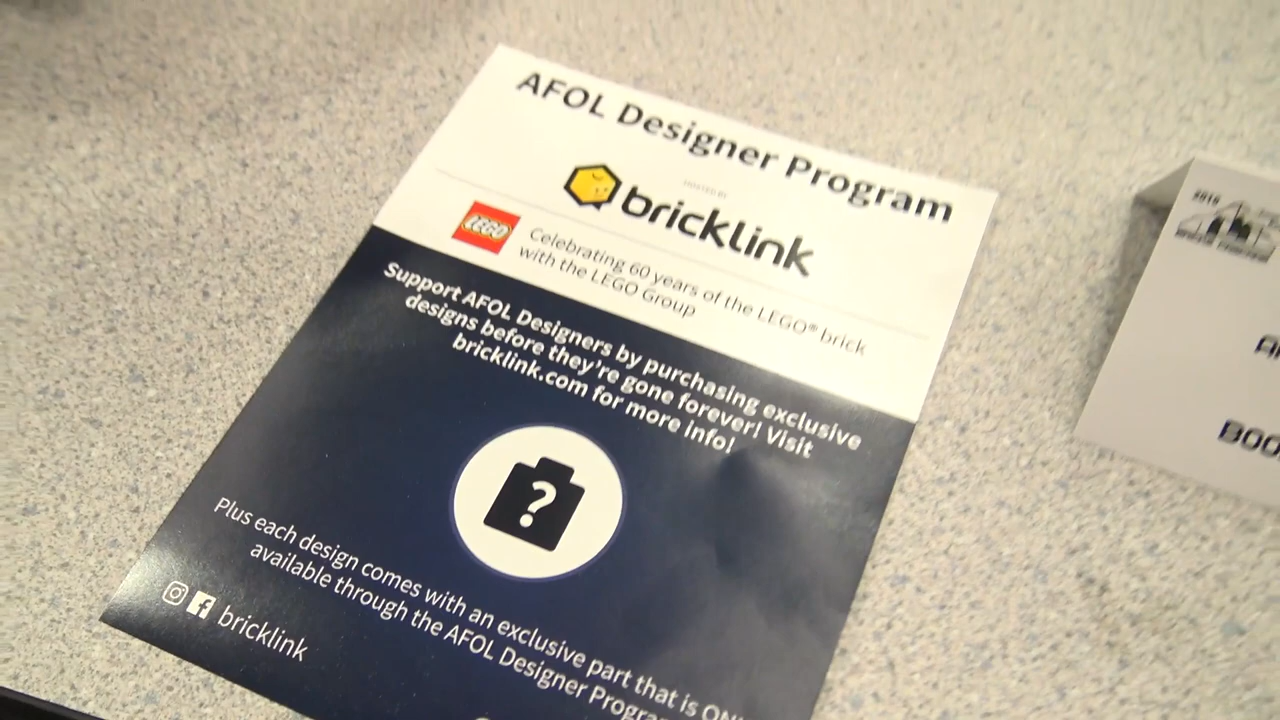 AFOL Designer Program
HOSTED BY
bricklink
LEGO
Celebrating 60 years of the LEGO® brick
with the LEGO Group
Support AFOL Designers by purchasing exclusive
designs before they're gone forever! Visit
bricklink.com for more info!
?
Plus each design comes with an exclusive part that is
available through the AFOL Designer
bricklink